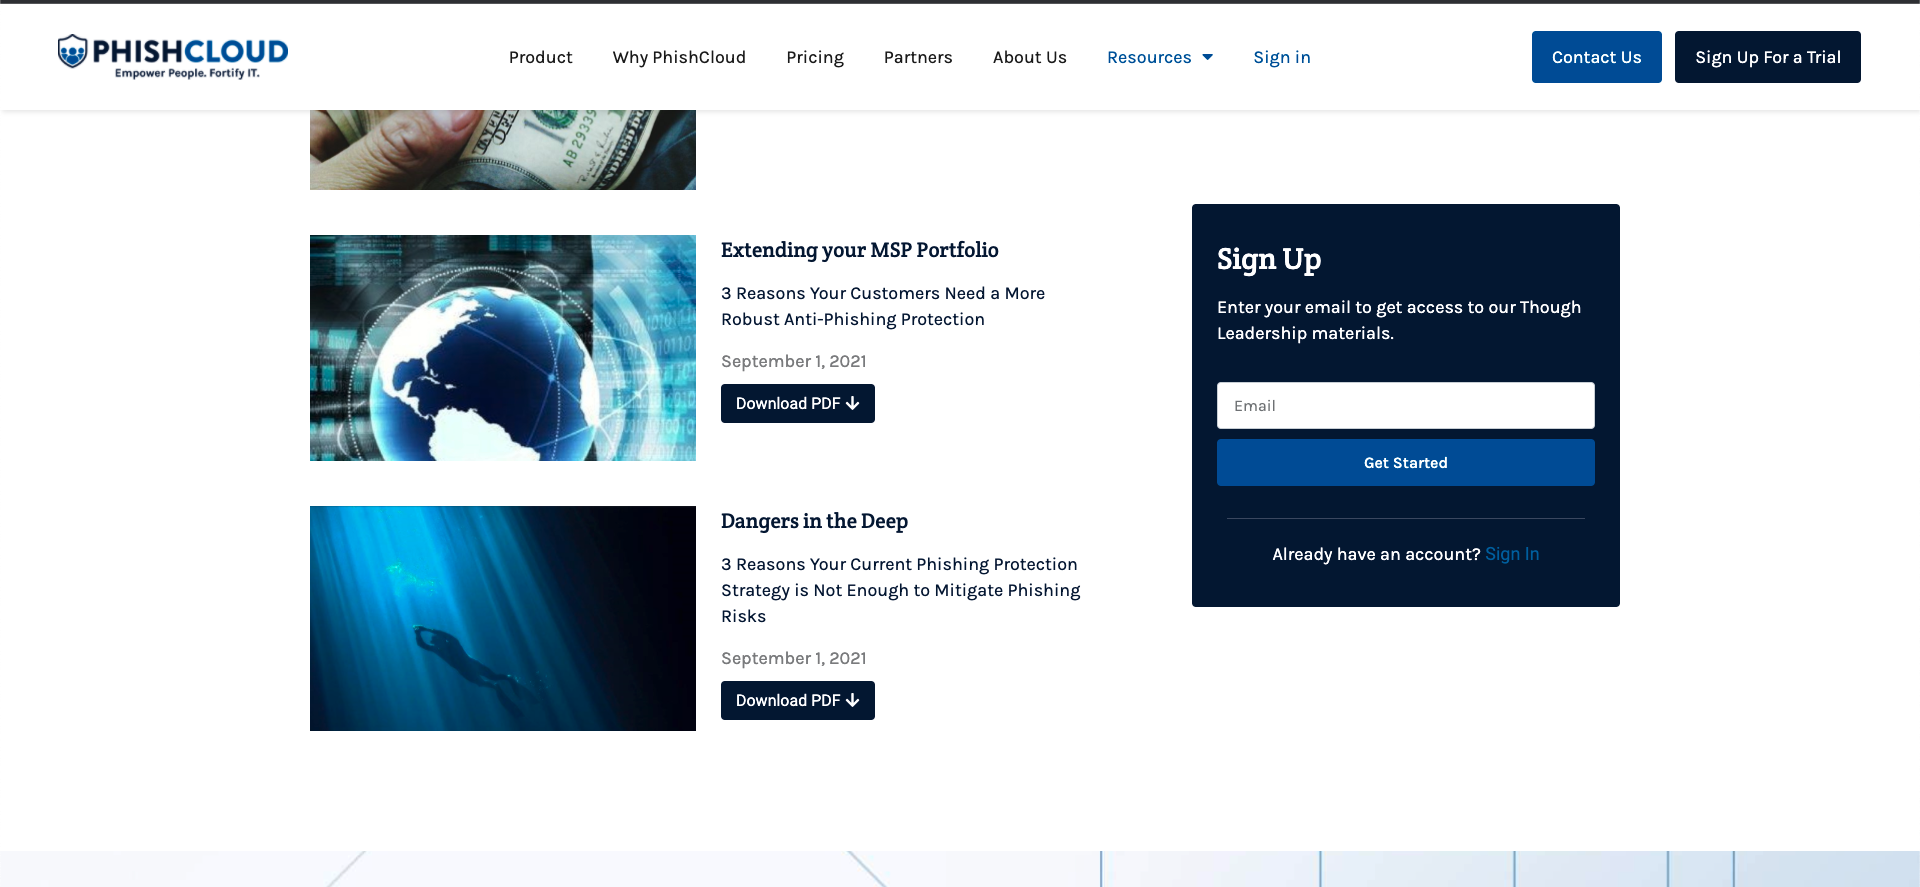 PHISHCLOUD
Empower People. Fortify IT.
Product
Why PhishCloud
Pricing
Partners
About Us
Resources
Sign in
Contact Us
Sign Up For a Trial
AB 29339
Extending your MSP Portfolio
3 Reasons Your Customers Need a More
Robust Anti-Phishing Protection
September 1, 2021
Download PDF
Dangers in the Deep
3 Reasons Your Current Phishing Protection
Strategy is Not Enough to Mitigate Phishing
Risks
September 1, 2021
Download PDF
Sign Up
Enter your email to get access to our Though
Leadership materials.
Email
Get Started
Already have an account? Sign In